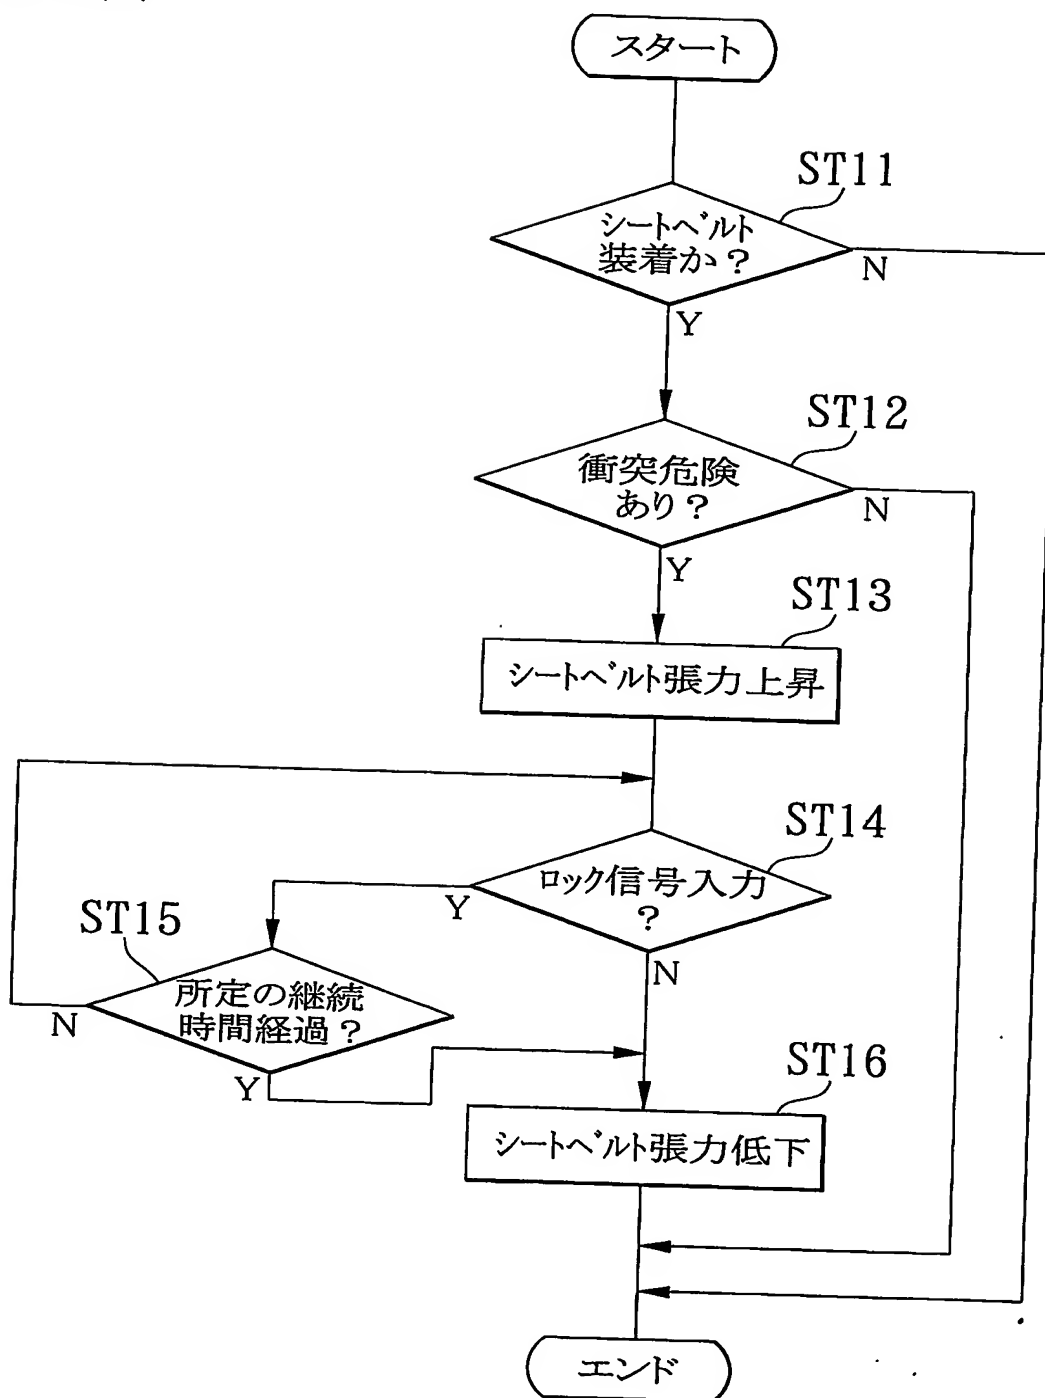 スタート
ST11
シートベルト
装着か？
N
Y
ST12
衝突危険
あり？
N
Y
ST13
シートベルト張力上昇
ST14
ロック信号入力
？
Y
N
ST15
所定の継続
時間経過？
N
Y
ST16
シートベルト張力低下
エンド